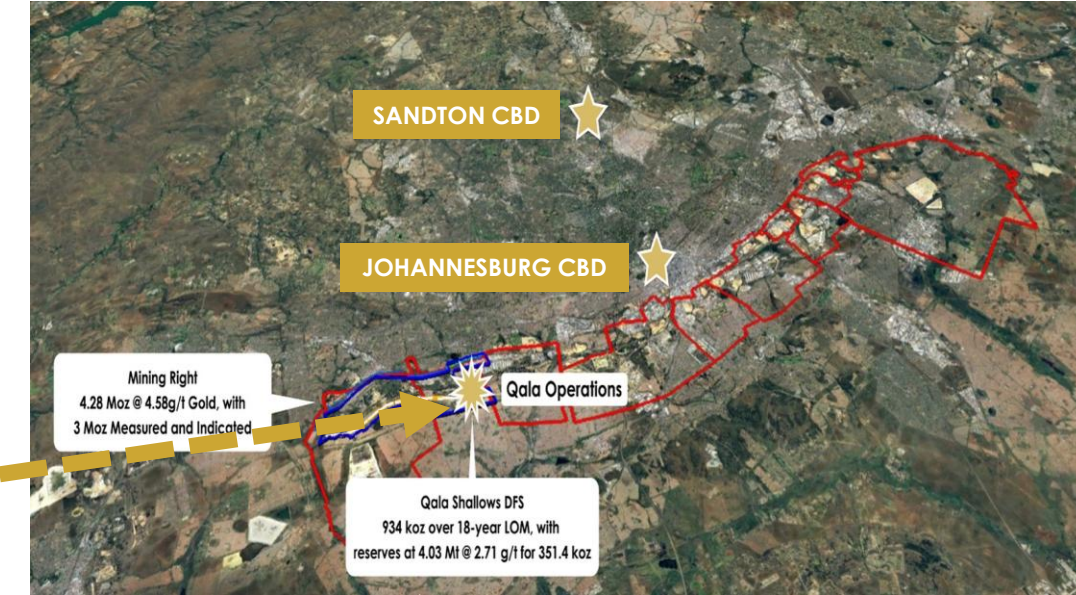 SANDTON CBD
JOHANNESBURG CBD
Mining Right
4.28 Moz @ 4.58g/t Gold, with
3 Moz Measured and Indicated
Qala Operations
Qala Shallows DFS
934 koz over 18-year LOM, with
reserves at 4.03 Mt @ 2.71 g/t for 351.4 koz